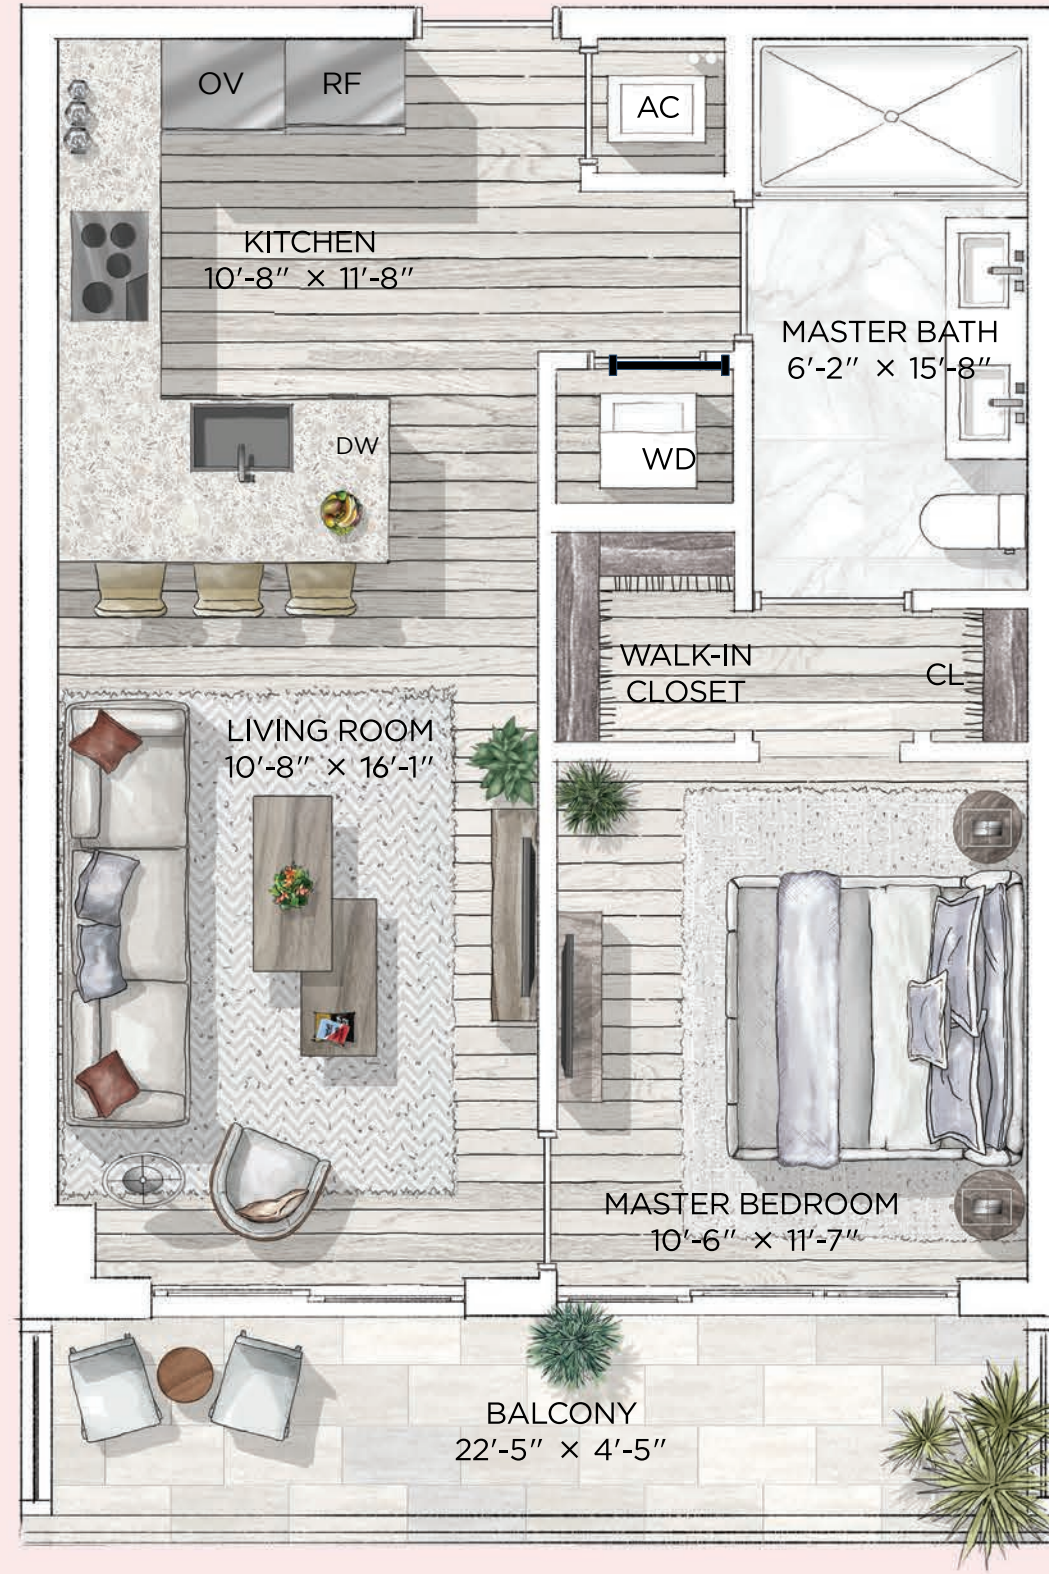 OV
RF
AC
KITCHEN
10'-8" × 11'-8"
MASTER BATH
6'-2" × 15'-8"
DW
WD
WALK-IN
CLOSET
CL
LIVING ROOM
10'-8" × 16'-1"
MASTER BEDROOM
10'-6" × 11'-7"
BALCONY
22'-5" × 4'-5"